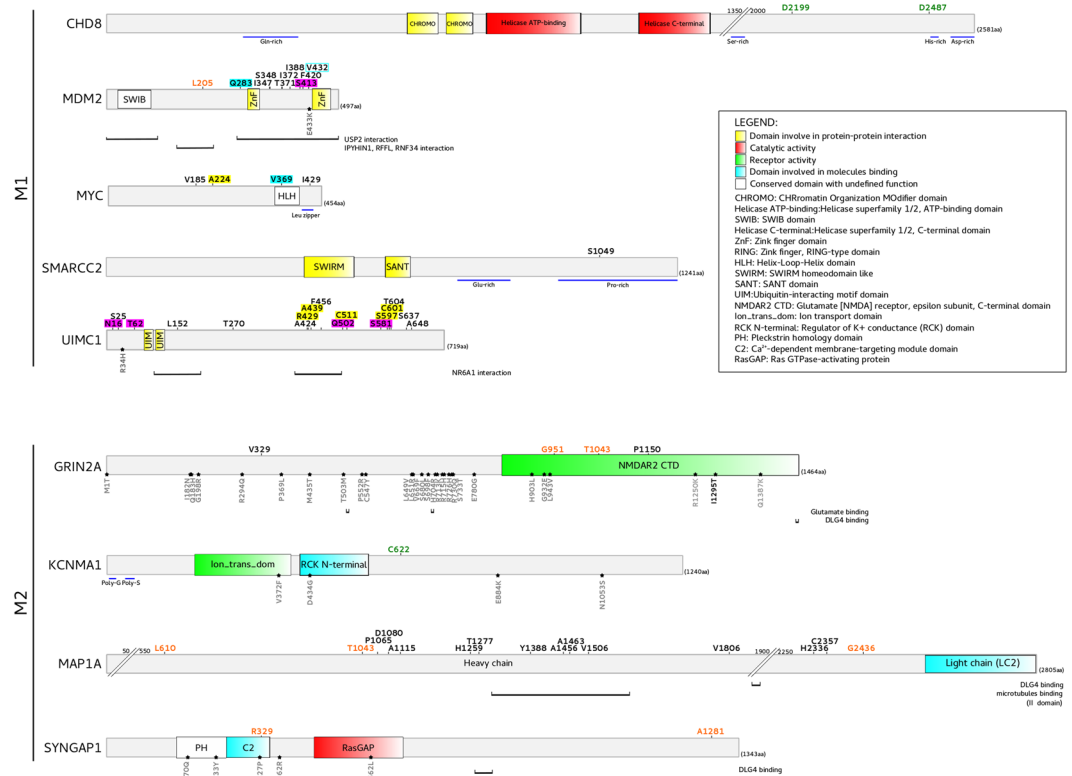 M1
CHD8
CHROMO
CHROMO
Helicase ATP-binding
Helicase C-terminal
1350
2000
D2199
D2487
(2581aa)
Gln-rich
Ser-rich
His-rich
Asp-rich
I388 V432
S348 I372 F420
L205
Q283 I347 T371 S413
MDM2
SWIB
ZnF
ZnF
(497aa)
E433K
USP2 interaction
IPYHIN1, RFFL, RNF34 interaction
V185 A224
V369
I429
MYC
HLH
(454aa)
Leu zipper
S1049
SMARCC2
SWIRM
SANT
(1241aa)
Glu-rich
Pro-rich
F456
T604
A439
C601
S25
R429
C511
S597 S637
N16 T62
L152
T270
A424
Q502
S581
A648
UIMC1
UIM
UIM
(719aa)
R34H
NR6A1 interaction
LEGEND:
Domain involve in protein-protein interaction
Catalytic activity
Receptor activity
Domain involved in molecules binding
Conserved domain with undefined function
CHROMO: CHRromatin Organization MOdifier domain
Helicase ATP-binding:Helicase superfamily 1/2, ATP-binding domain
SWIB: SWIB domain
Helicase C-terminal:Helicase superfamily 1/2, C-terminal domain
ZnF: Zink finger domain
RING: Zink finger, RING-type domain
HLH: Helix-Loop-Helix domain
SWIRM: SWIRM homeodomain like
SANT: SANT domain
UIM:Ubiquitin-interacting motif domain
NMDAR2 CTD: Glutamate [NMDA] receptor, epsilon subunit, C-terminal domain
Ion_trans_dom: Ion transport domain
RCK N-terminal: Regulator of K+ conductance (RCK) domain
PH: Pleckstrin homology domain
C2: Ca²⁺-dependent membrane-targeting module domain
RasGAP: Ras GTPase-activating protein
M2
V329
G951
T1043
P1150
GRIN2A
NMDAR2 CTD
(1464aa)
M1T
G198R
R294Q
P369L
M435T
T503M
P552R
C547Y
E780G
H903L
G932E
L943V
R1250K
I1295T
Q1387K
Glutamate binding
DLG4 binding
C622
KCNMA1
Ion_trans_dom
RCK N-terminal
(1240aa)
Poly-G Poly-S
V372F
D434G
E884K
N1053S
D1080
P1065
T1277
A1463
C2357
50
550
L610
T1043
A1115
H1259
Y1388 A1456 V1506
V1806
1900
2250
H2336
G2436
MAP1A
Heavy chain
Light chain (LC2)
(2805aa)
DLG4 binding
microtubules binding
(II domain)
R329
A1281
SYNGAP1
PH
C2
RasGAP
(1343aa)
70Q
33Y
27P
62R
62L
DLG4 binding